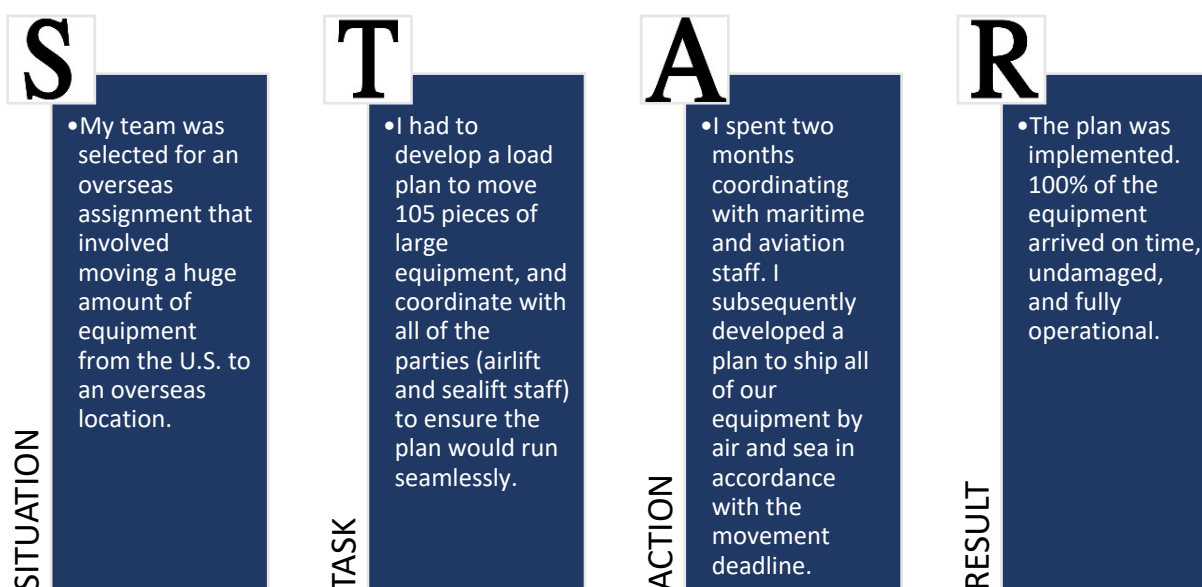 S
SITUATION
•My team was
selected for an
overseas
assignment that
involved
moving a huge
amount of
equipment
from the U.S. to
an overseas
location.
T
TASK
•I had to
develop a load
plan to move
105 pieces of
large
equipment, and
coordinate with
all of the
parties (airlift
and sealift staff)
to ensure the
plan would run
seamlessly.
A
ACTION
•I spent two
months
coordinating
with maritime
and aviation
staff. I
subsequently
developed a
plan to ship all
of our
equipment by
air and sea in
accordance
with the
movement
deadline.
R
RESULT
•The plan was
implemented.
100% of the
equipment
arrived on time,
undamaged,
and fully
operational.